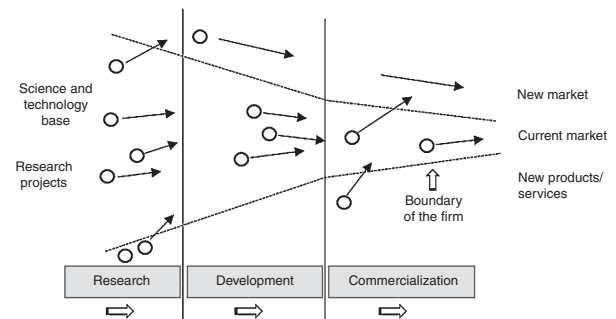 Science and
technology
base
Research
projects
New market
Current market
New products/
services
Boundary
of the firm
Research
Development
Commercialization